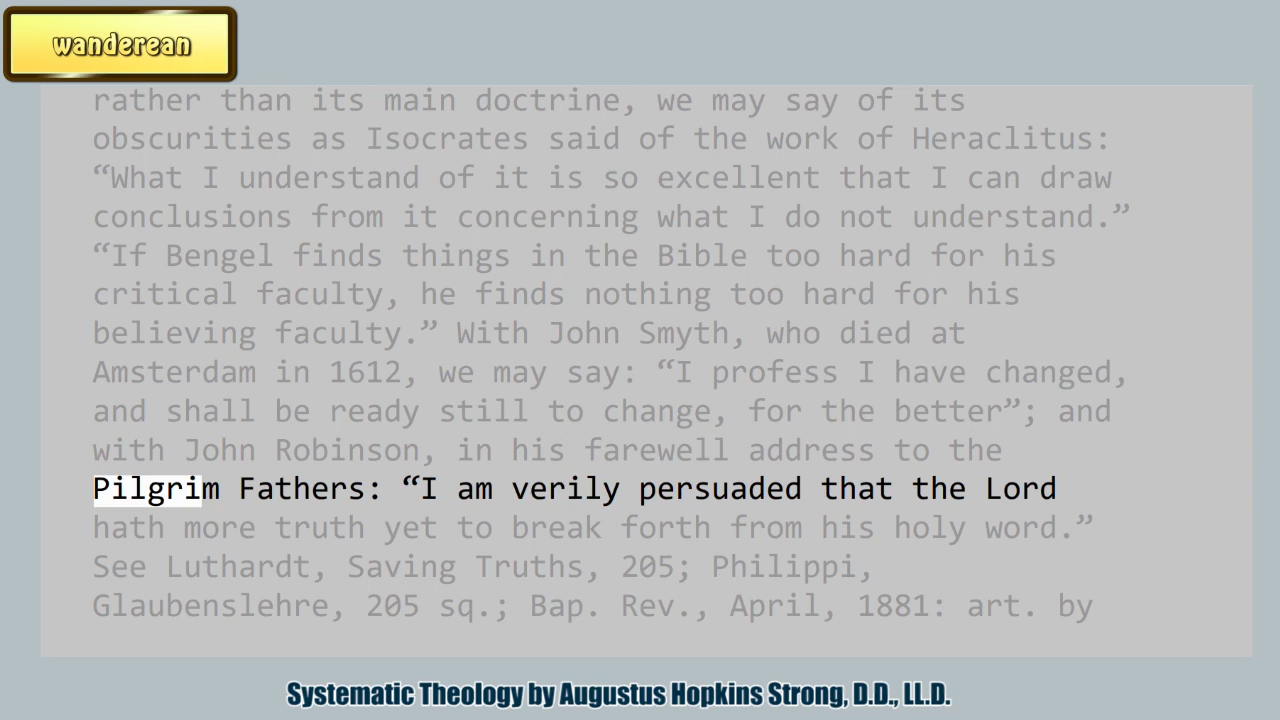 wanderean
rather than its main doctrine, we may say of its
obscurities as Isocrates said of the work of Heraclitus:
“What I understand of it is so excellent that I can draw
conclusions from it concerning what I do not understand.”
“If Bengel finds things in the Bible too hard for his
critical faculty, he finds nothing too hard for his
believing faculty.” With John Smyth, who died at
Amsterdam in 1612, we may say: “I profess I have changed,
and shall be ready still to change, for the better”; and
with John Robinson, in his farewell address to the
Pilgrim Fathers: “I am verily persuaded that the Lord
hath more truth yet to break forth from his holy word.”
See Luthardt, Saving Truths, 205; Philippi,
Glaubenslehre, 205 sq.; Bap. Rev., April, 1881: art. by
Systematic Theology by Augustus Hopkins Strong, D.D., LL.D.